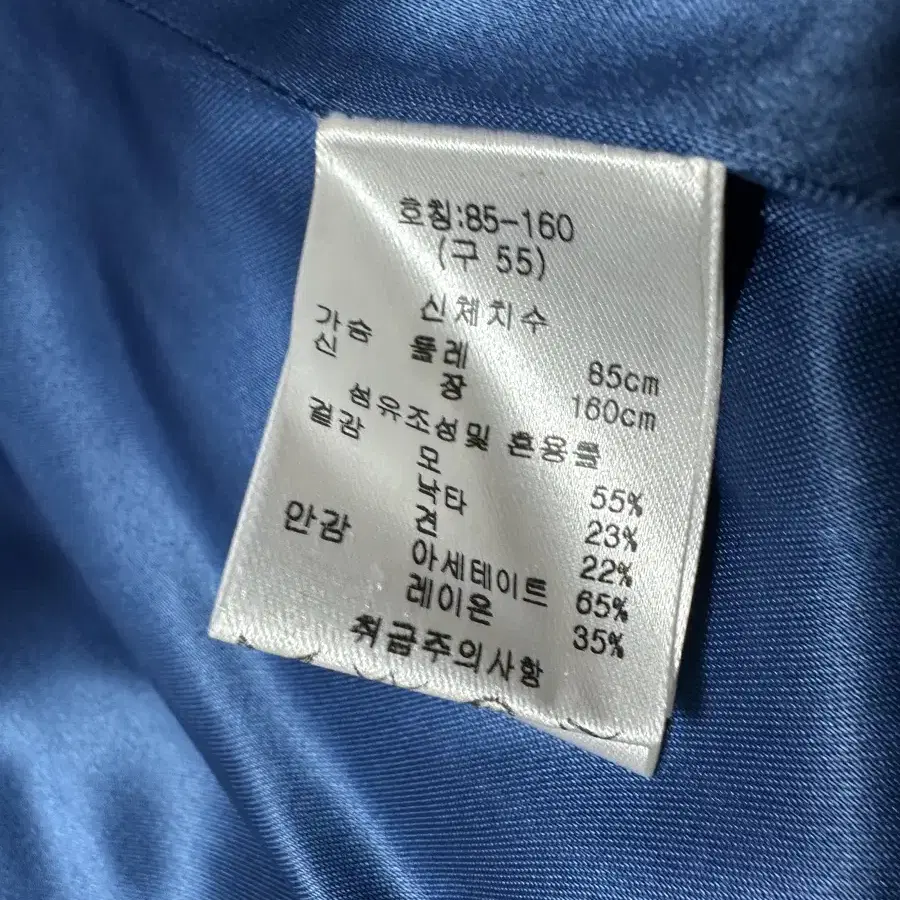 호칭:85-160
(구 55)
신체치수
가슴 둘레 85cm
신 장 160cm
섬유조성및 혼용률
겉감 모 55%
낙타 23%
견 22%
안감 아세테이트 65%
레이온 35%
취급주의사항